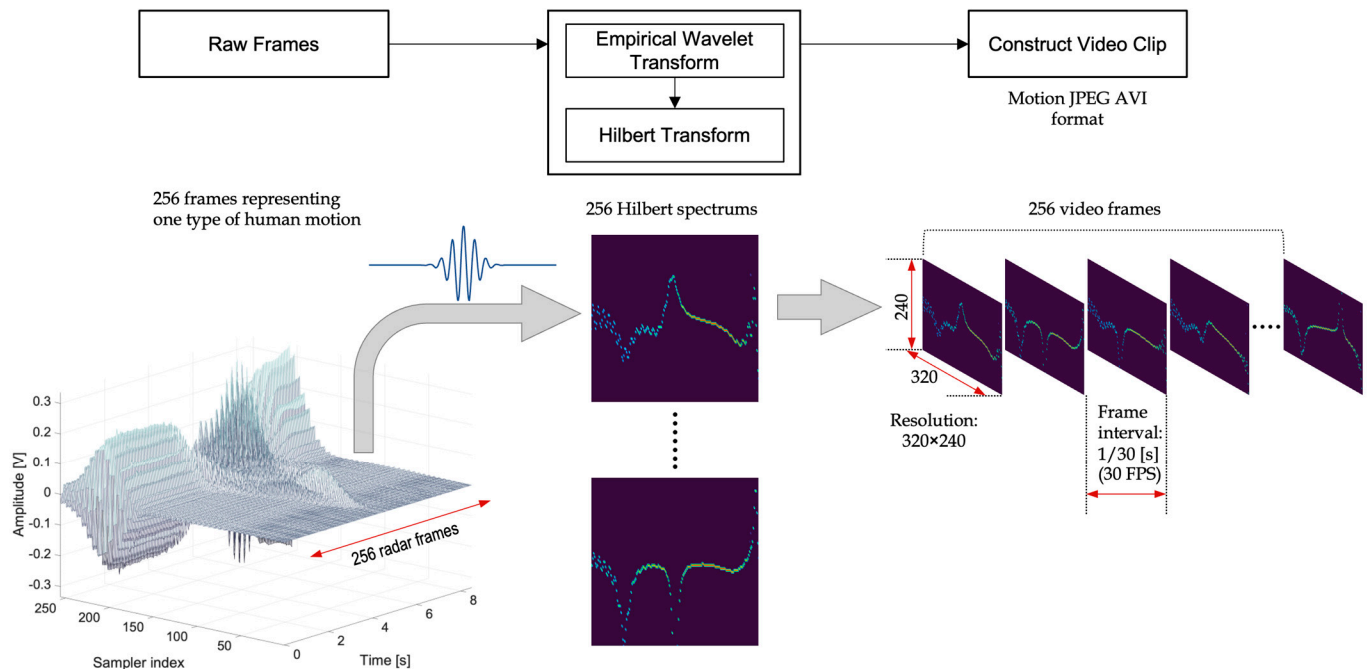 Raw Frames
Empirical Wavelet
Transform
Hilbert Transform
Construct Video Clip
Motion JPEG AVI
format
256 frames representing
one type of human motion
256 Hilbert spectrums
256 video frames
240
320
Resolution:
320×240
Frame
interval:
1/30 [s]
(30 FPS)
Amplitude [V]
0.3
0.2
0.1
0
-0.1
-0.2
-0.3
250
200
150
100
50
0
2
4
6
8
256 radar frames
Sampler index
Time [s]